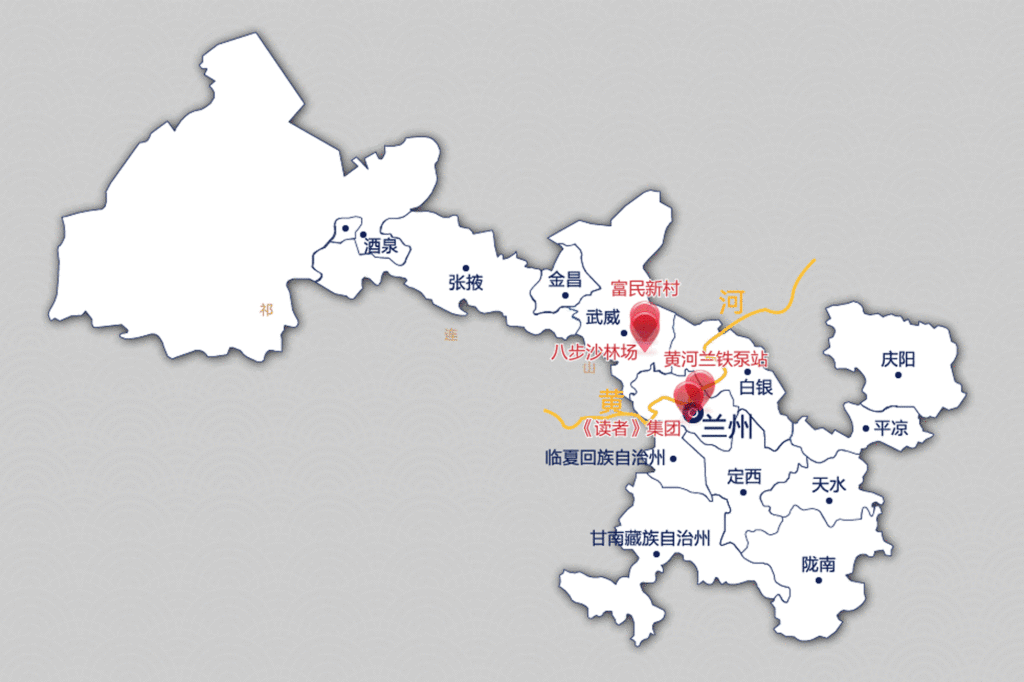 酒泉
张掖
金昌
富民新村
河
祁
武威
连
八步沙林场
黄河兰铁泵站
山
庆阳
白银
黄
《读者》集团
兰州
平凉
临夏回族自治州
定西
天水
甘南藏族自治州
陇南